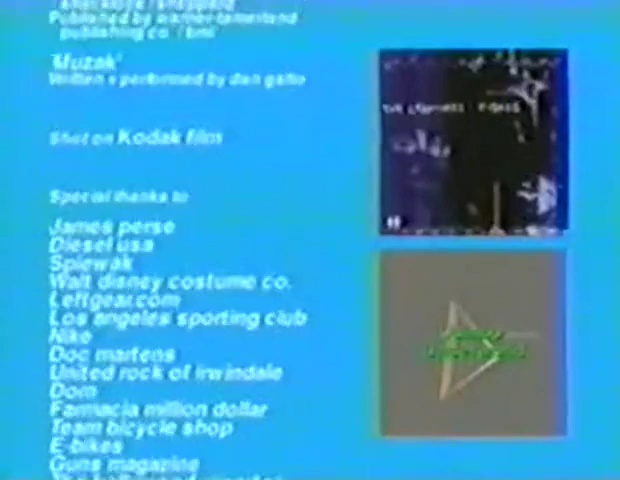 Published by warner-tamerlane
publishing co. / bmi
'Muzak'
Written & performed by dan gatto
Shot on Kodak film
Special thanks to
James perse
Diesel usa
Spiewak
Walt disney costume co.
Leftgear.com
Los angeles sporting club
Nike
Doc martens
United rock of irwindale
Dom
Farmacia million dollar
Team bicycle shop
E-bikes
Guns magazine